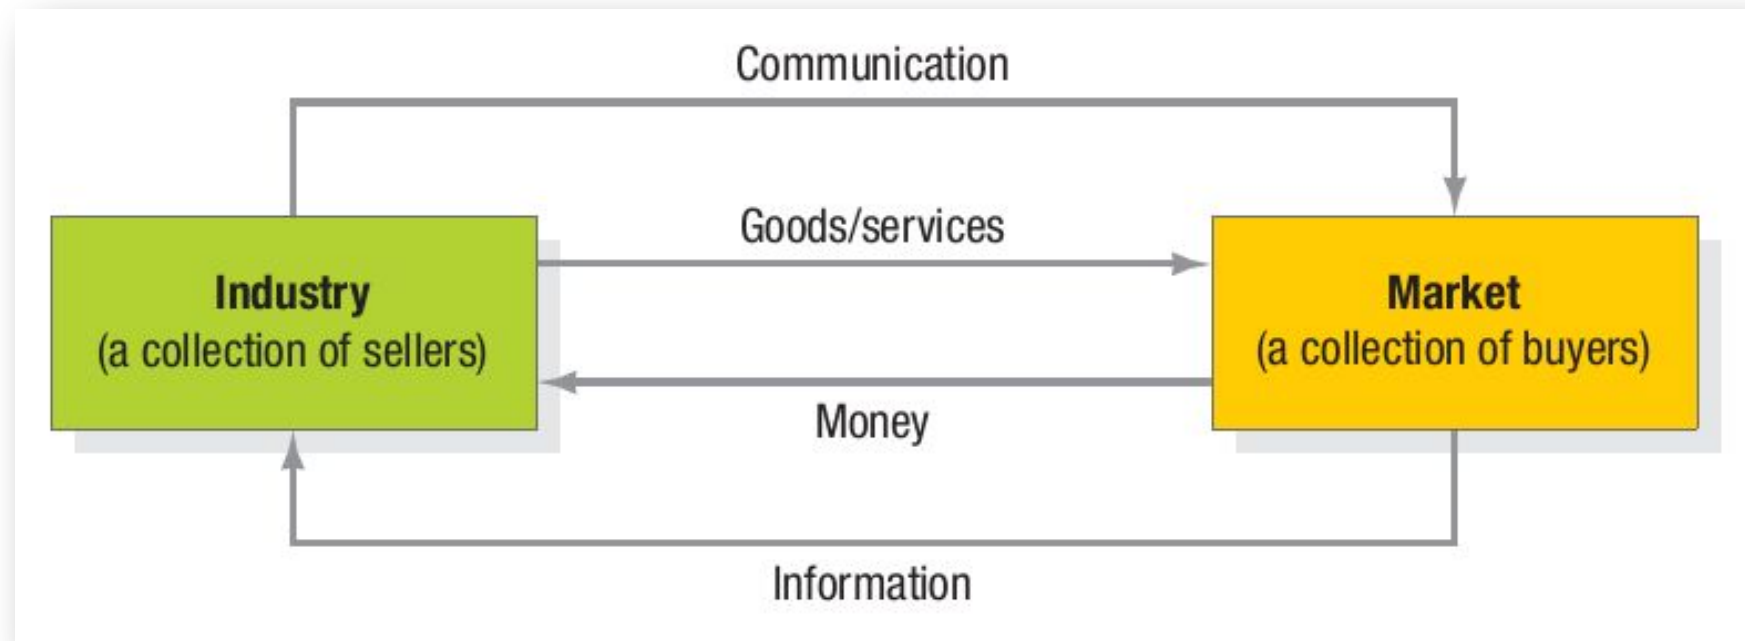 Communication
Goods/services
Industry
(a collection of sellers)
Market
(a collection of buyers)
Money
Information